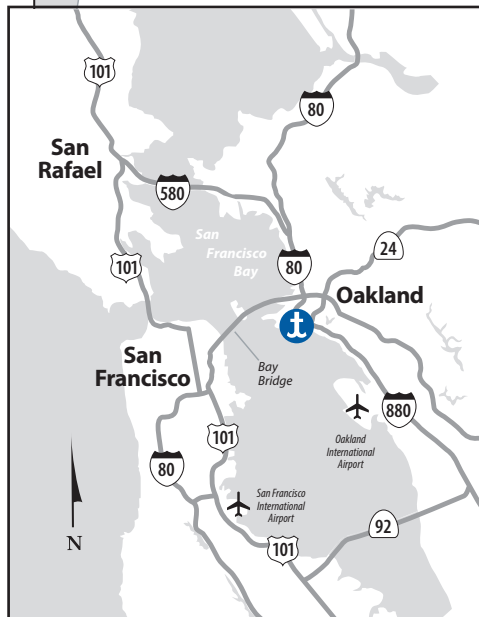 101
80
San
Rafael
580
San
Francisco
Bay
24
101
80
Oakland
San
Francisco
Bay
Bridge
880
101
Oakland
International
Airport
80
San Francisco
International
Airport
92
N
101